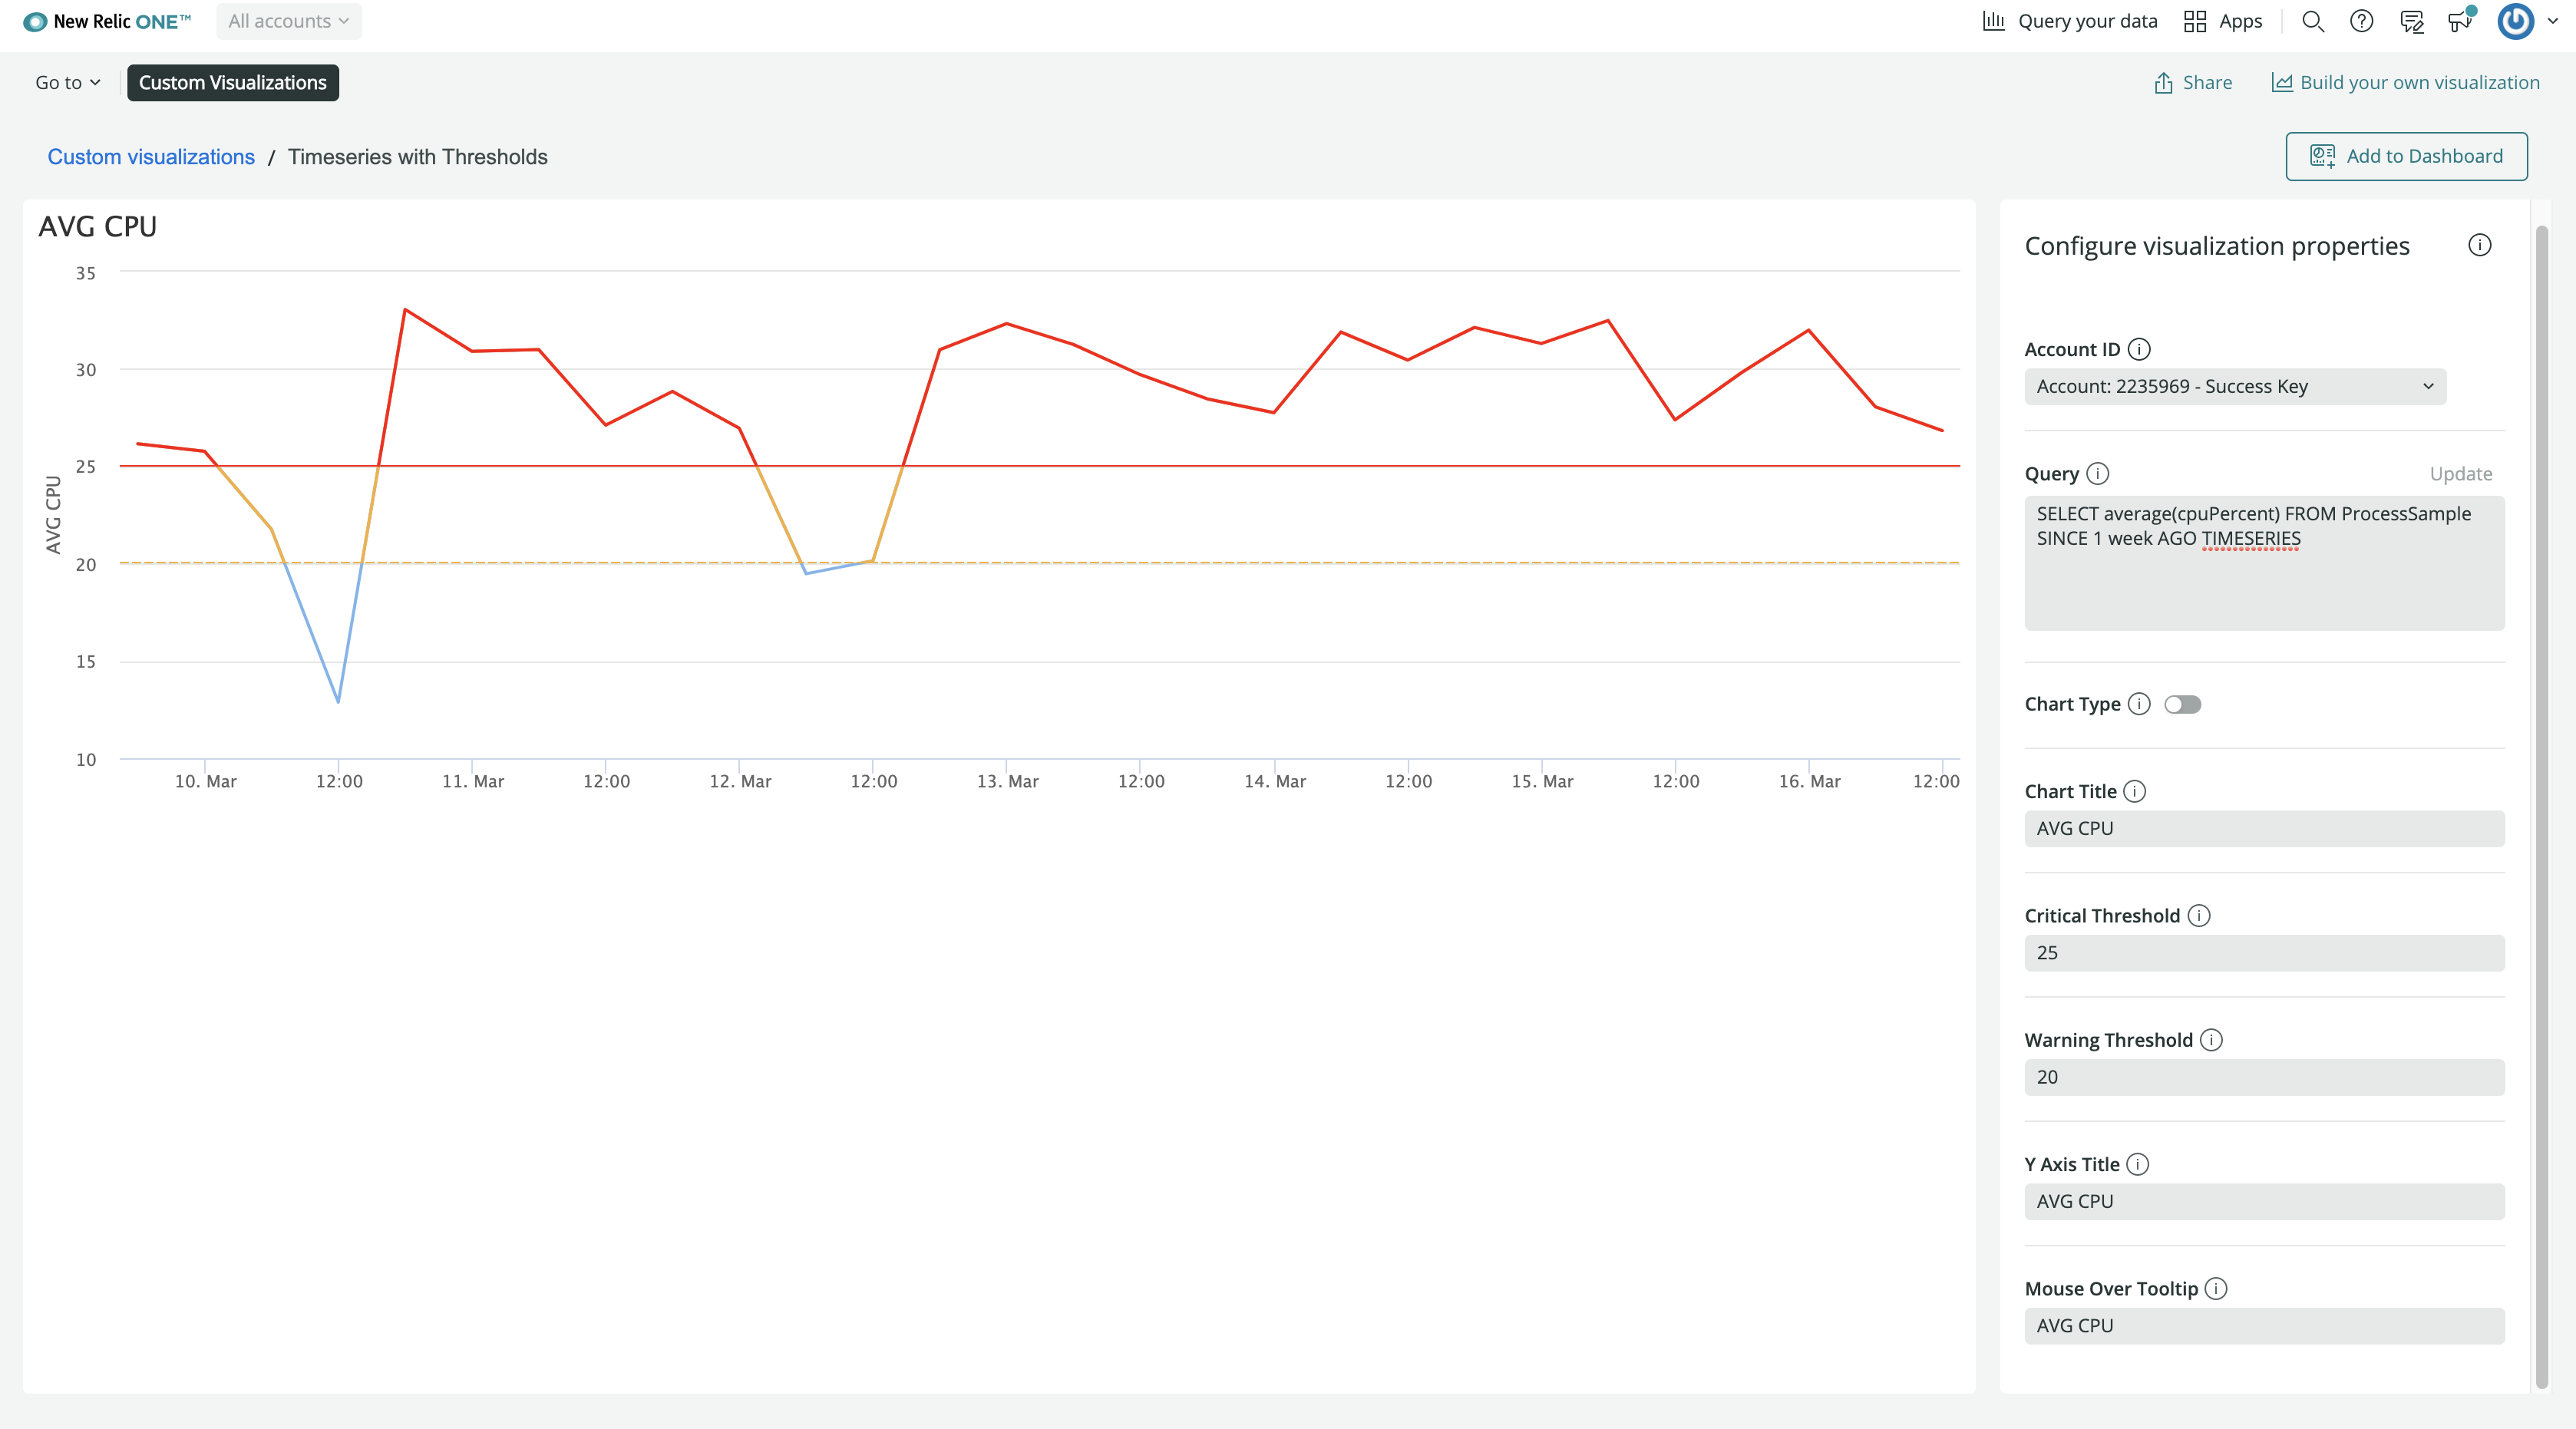 New Relic ONE™ All accounts Query your data Apps
Go to Custom Visualizations Share Build your own visualization
Custom visualizations / Timeseries with Thresholds Add to Dashboard
AVG CPU
35
30
25
20
15
10
AVG CPU
10. Mar 12:00 11. Mar 12:00 12. Mar 12:00 13. Mar 12:00 14. Mar 12:00 15. Mar 12:00 16. Mar 12:00
Configure visualization properties
Account ID
Account: 2235969 - Success Key
Query Update
SELECT average(cpuPercent) FROM ProcessSample
SINCE 1 week AGO TIMESERIES
Chart Type
Chart Title
AVG CPU
Critical Threshold
25
Warning Threshold
20
Y Axis Title
AVG CPU
Mouse Over Tooltip
AVG CPU